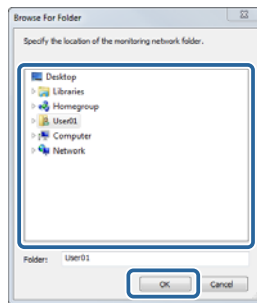 Browse For Folder
Specify the location of the monitoring network folder.
Desktop
Libraries
Homegroup
User01
Computer
Network
Folder: User01
OK Cancel